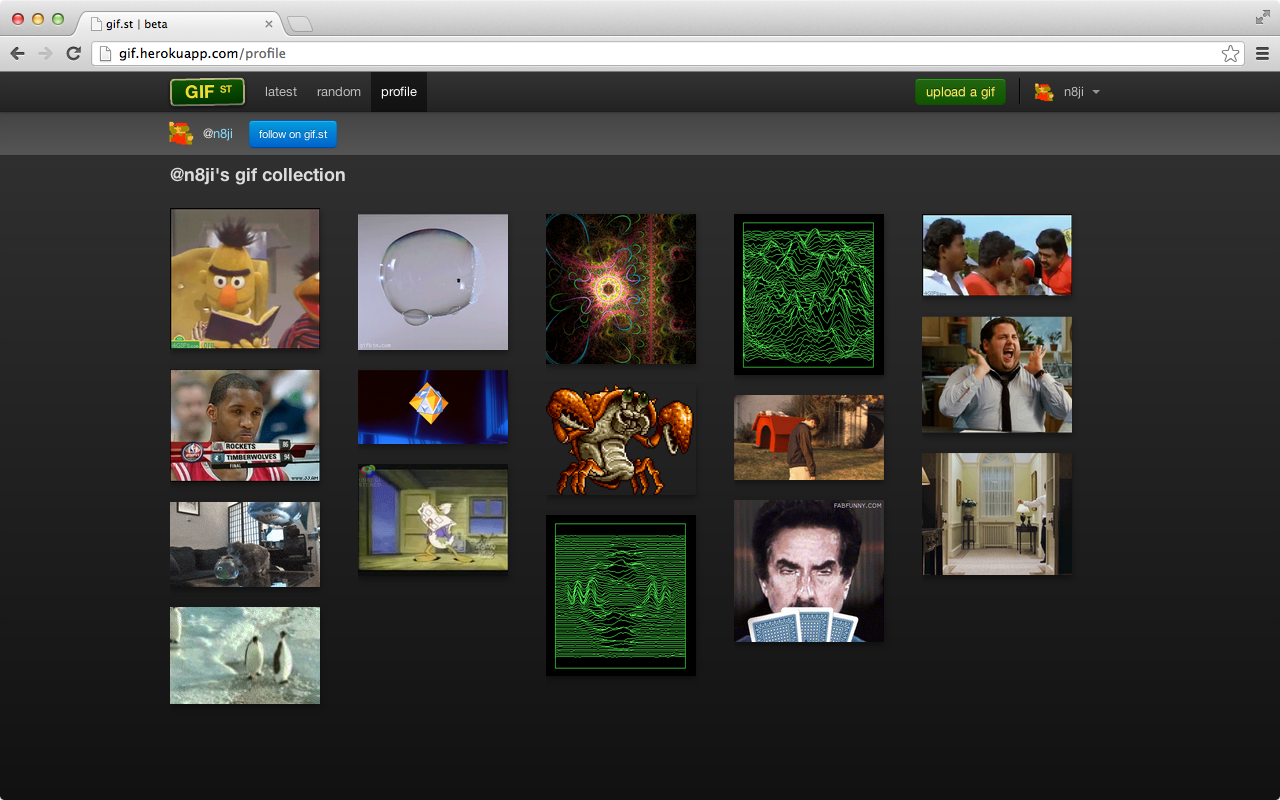 gif.st | beta
gif.herokuapp.com/profile
GIF ST
latest
random
profile
upload a gif
n8ji
@n8ji
follow on gif.st
@n8ji's gif collection
ROCKETS 86
TIMBERWOLVES 94
FINAL
FABFUNNY.COM